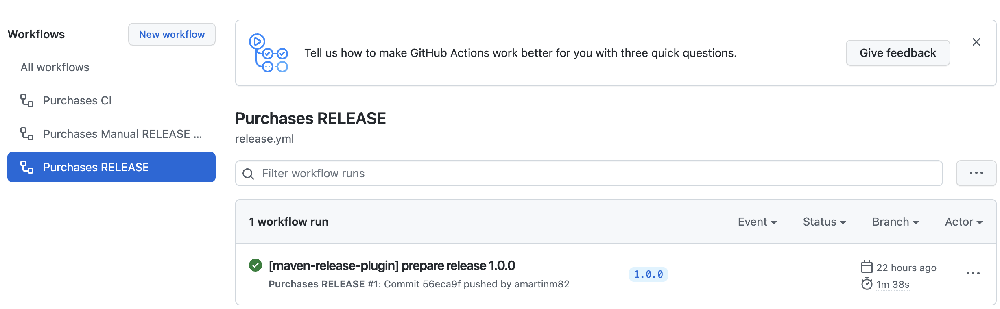 Workflows
New workflow
All workflows
Purchases CI
Purchases Manual RELEASE ...
Purchases RELEASE
Tell us how to make GitHub Actions work better for you with three quick questions.
Give feedback
Purchases RELEASE
release.yml
Filter workflow runs
1 workflow run
Event
Status
Branch
Actor
[maven-release-plugin] prepare release 1.0.0
Purchases RELEASE #1: Commit 56eca9f pushed by amartinm82
1.0.0
22 hours ago
1m 38s